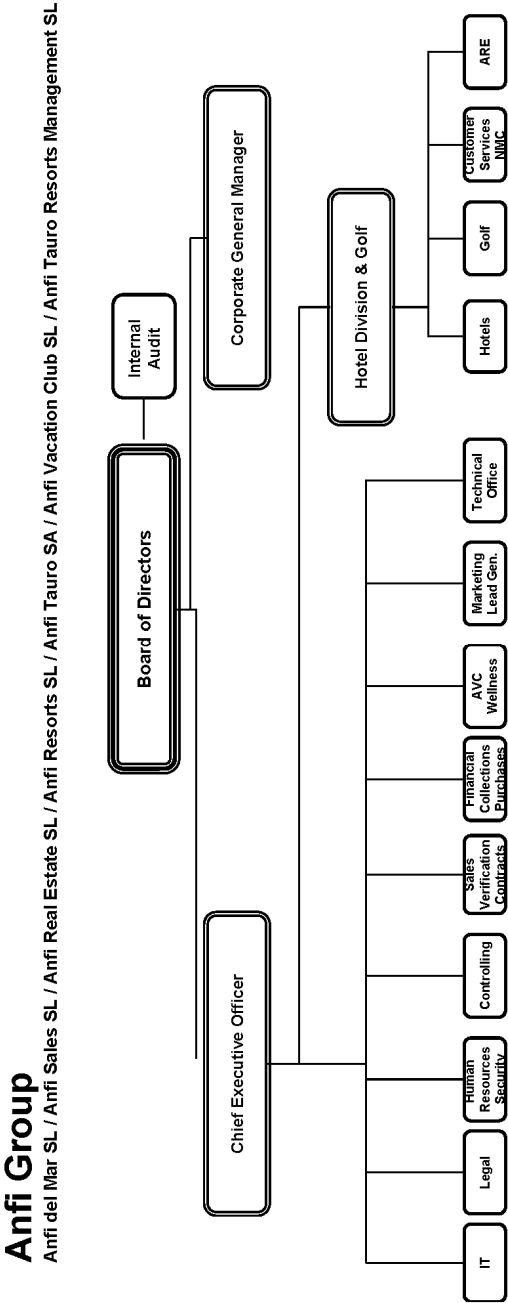 Anfi Group
Anfi del Mar SL / Anfi Sales SL / Anfi Real Estate SL / Anfi Resorts SL / Anfi Tauro SA / Anfi Vacation Club SL / Anfi Tauro Resorts Management SL
Board of Directors
Internal
Audit
Chief Executive Officer
Corporate General Manager
Hotel Division & Golf
IT
Legal
Human
Resources
Security
Controlling
Sales
Verification
Contracts
Financial
Collections
Purchases
AVC
Wellness
Marketing
Lead Gen.
Technical
Office
Hotels
Golf
Customer
Services
NMC
ARE